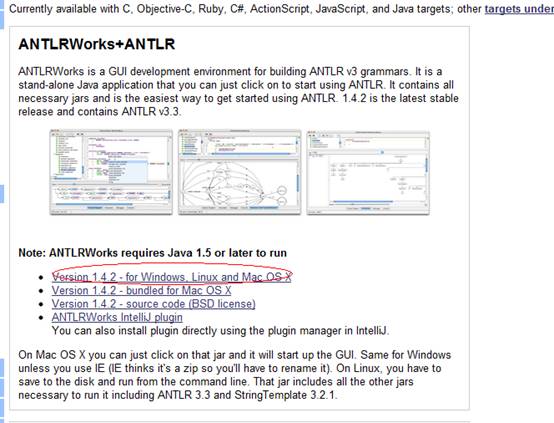 Currently available with C, Objective-C, Ruby, C#, ActionScript, JavaScript, and Java targets; other targets under
ANTLRWorks+ANTLR
ANTLRWorks is a GUI development environment for building ANTLR v3 grammars. It is a
stand-alone Java application that you can just click on to start using ANTLR. It contains all
necessary jars and is the easiest way to get started using ANTLR. 1.4.2 is the latest stable
release and contains ANTLR v3.3.
Note: ANTLRWorks requires Java 1.5 or later to run
Version 1.4.2 - for Windows, Linux and Mac OS X
Version 1.4.2 - bundled for Mac OS X
Version 1.4.2 - source code (BSD license)
ANTLRWorks IntelliJ plugin
You can also install plugin directly using the plugin manager in IntelliJ.
On Mac OS X you can just click on that jar and it will start up the GUI. Same for Windows
unless you use IE (IE thinks it's a zip so you'll have to rename it). On Linux, you have to
save to the disk and run from the command line. That jar includes all the other jars
necessary to run it including ANTLR 3.3 and StringTemplate 3.2.1.